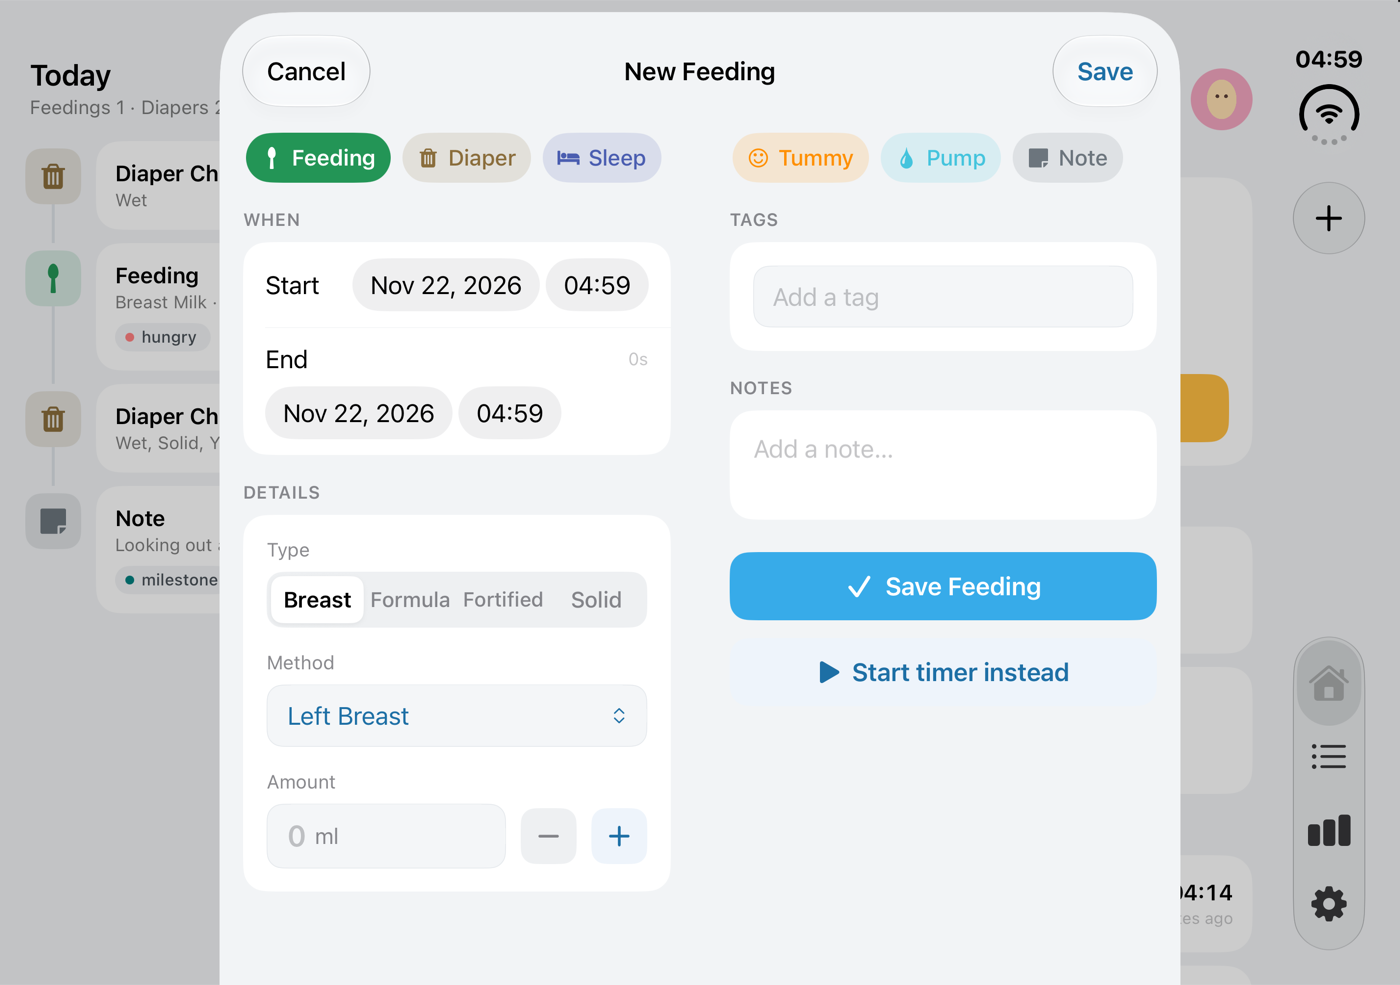 Today
Feedings 1 · Diapers 2
Diaper Ch
Wet
Feeding
Breast Milk ·
hungry
Diaper Ch
Wet, Solid, Y
Note
Looking out
milestone
Cancel
New Feeding
Save
Feeding
Diaper
Sleep
Tummy
Pump
Note
WHEN
Start
Nov 22, 2026
04:59
End
0s
Nov 22, 2026
04:59
DETAILS
Type
Breast
Formula
Fortified
Solid
Method
Left Breast
Amount
0 ml
TAGS
Add a tag
NOTES
Add a note...
Save Feeding
Start timer instead
04:59
04:14
tes ago